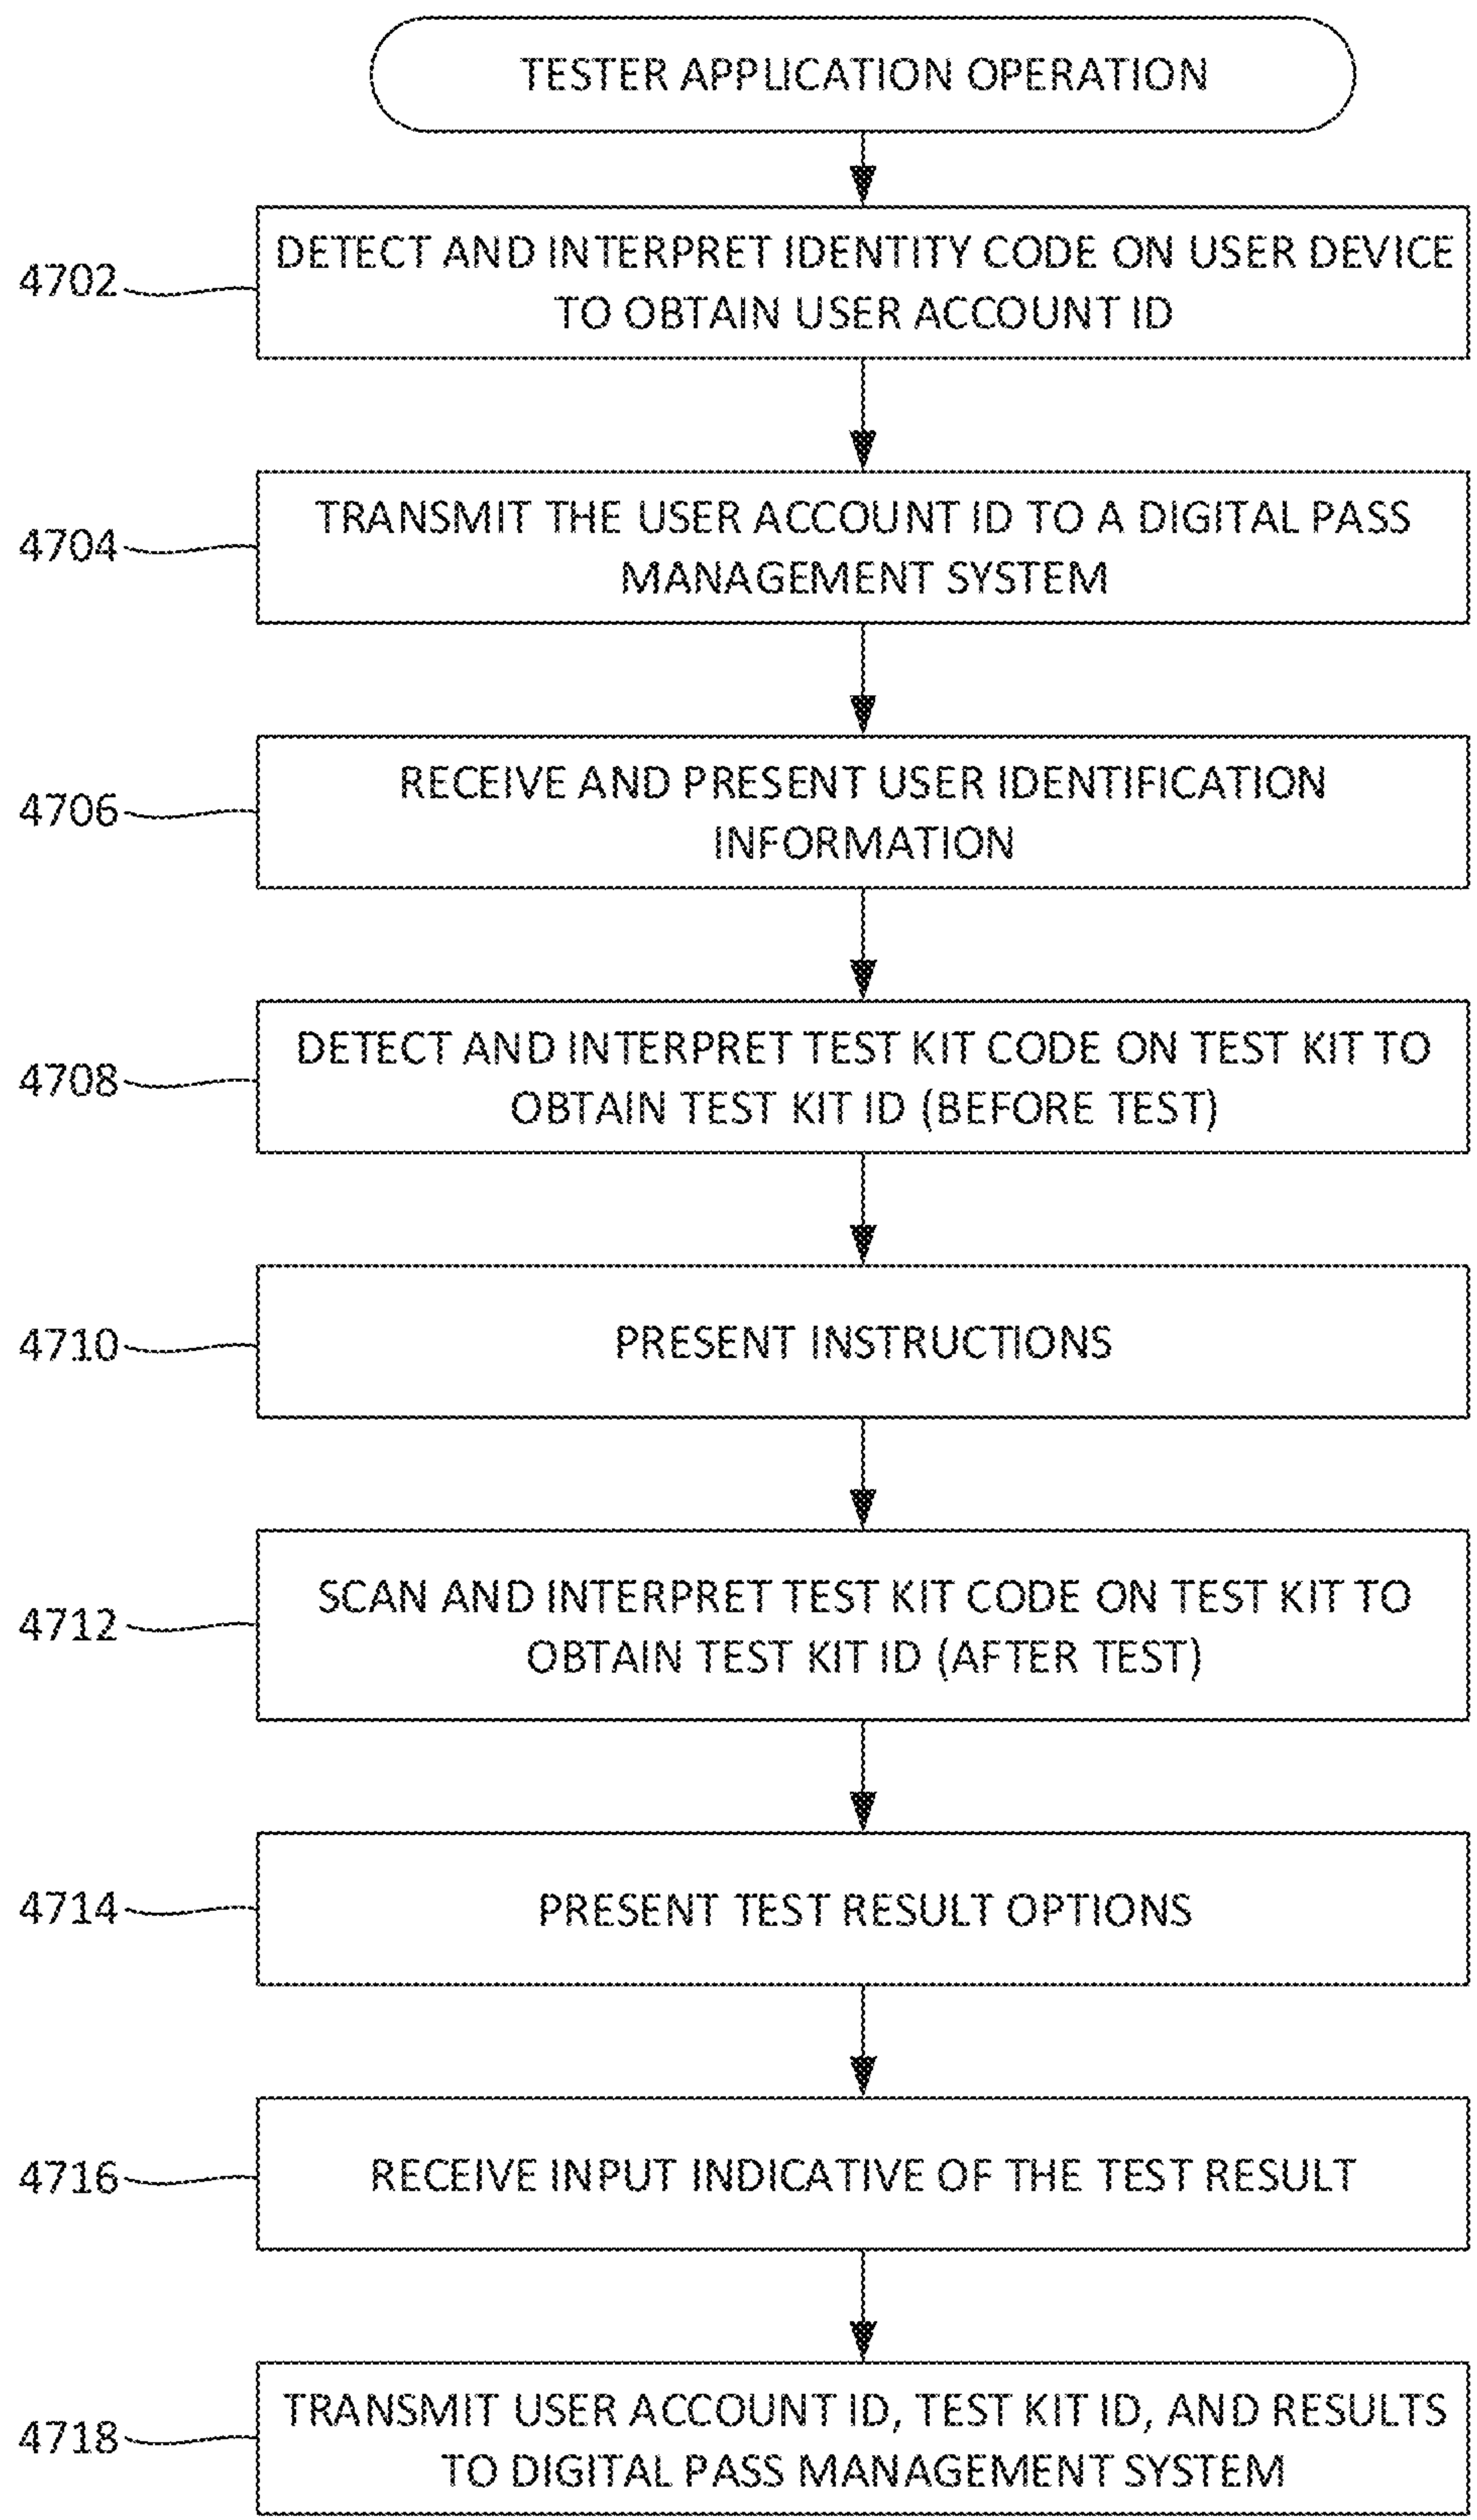 TESTER APPLICATION OPERATION
4702
DETECT AND INTERPRET IDENTITY CODE ON USER DEVICE
TO OBTAIN USER ACCOUNT ID
4704
TRANSMIT THE USER ACCOUNT ID TO A DIGITAL PASS
MANAGEMENT SYSTEM
4706
RECEIVE AND PRESENT USER IDENTIFICATION
INFORMATION
4708
DETECT AND INTERPRET TEST KIT CODE ON TEST KIT TO
OBTAIN TEST KIT ID (BEFORE TEST)
4710
PRESENT INSTRUCTIONS
4712
SCAN AND INTERPRET TEST KIT CODE ON TEST KIT TO
OBTAIN TEST KIT ID (AFTER TEST)
4714
PRESENT TEST RESULT OPTIONS
4716
RECEIVE INPUT INDICATIVE OF THE TEST RESULT
4718
TRANSMIT USER ACCOUNT ID, TEST KIT ID, AND RESULTS
TO DIGITAL PASS MANAGEMENT SYSTEM